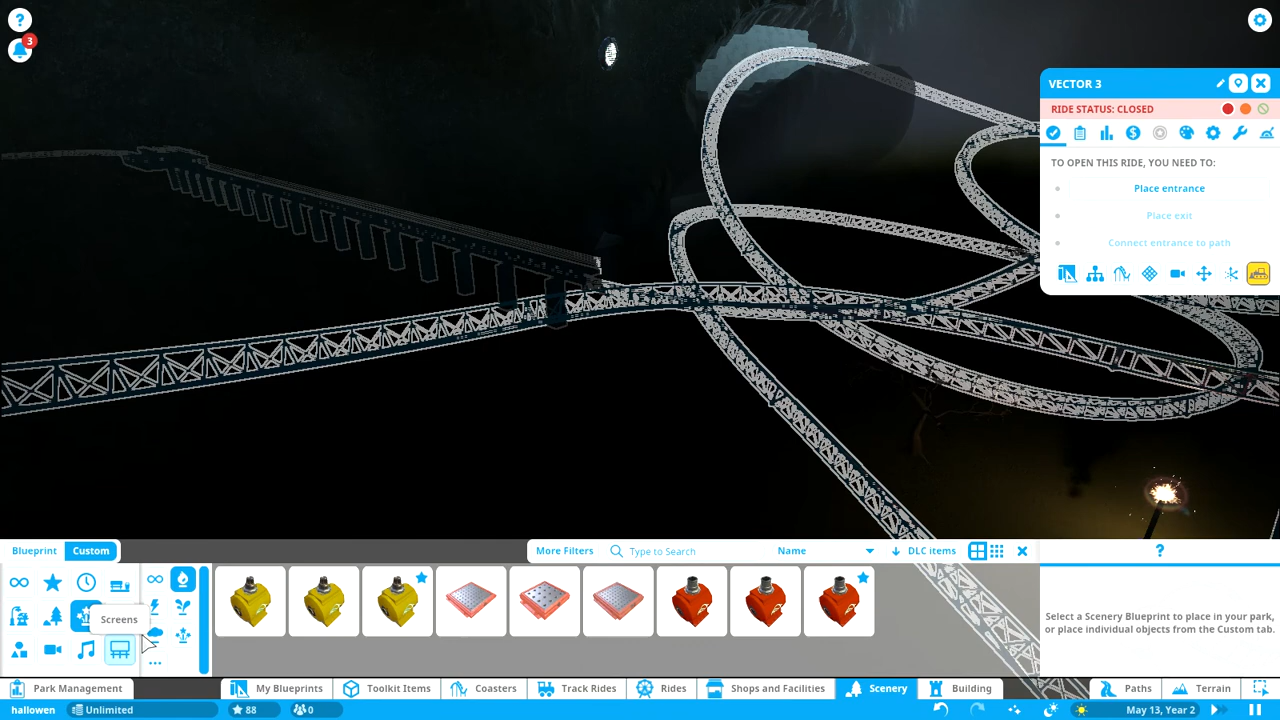 ?
3
VECTOR 3
RIDE STATUS: CLOSED
TO OPEN THIS RIDE, YOU NEED TO:
Place entrance
Place exit
Connect entrance to path
Blueprint Custom
More Filters Type to Search Name DLC items
?
Screens
Select a Scenery Blueprint to place in your park,
or place individual objects from the Custom tab.
Park Management My Blueprints Toolkit Items Coasters Track Rides Rides Shops and Facilities Scenery Building Paths Terrain
hallowen Unlimited 88 0 May 13, Year 2